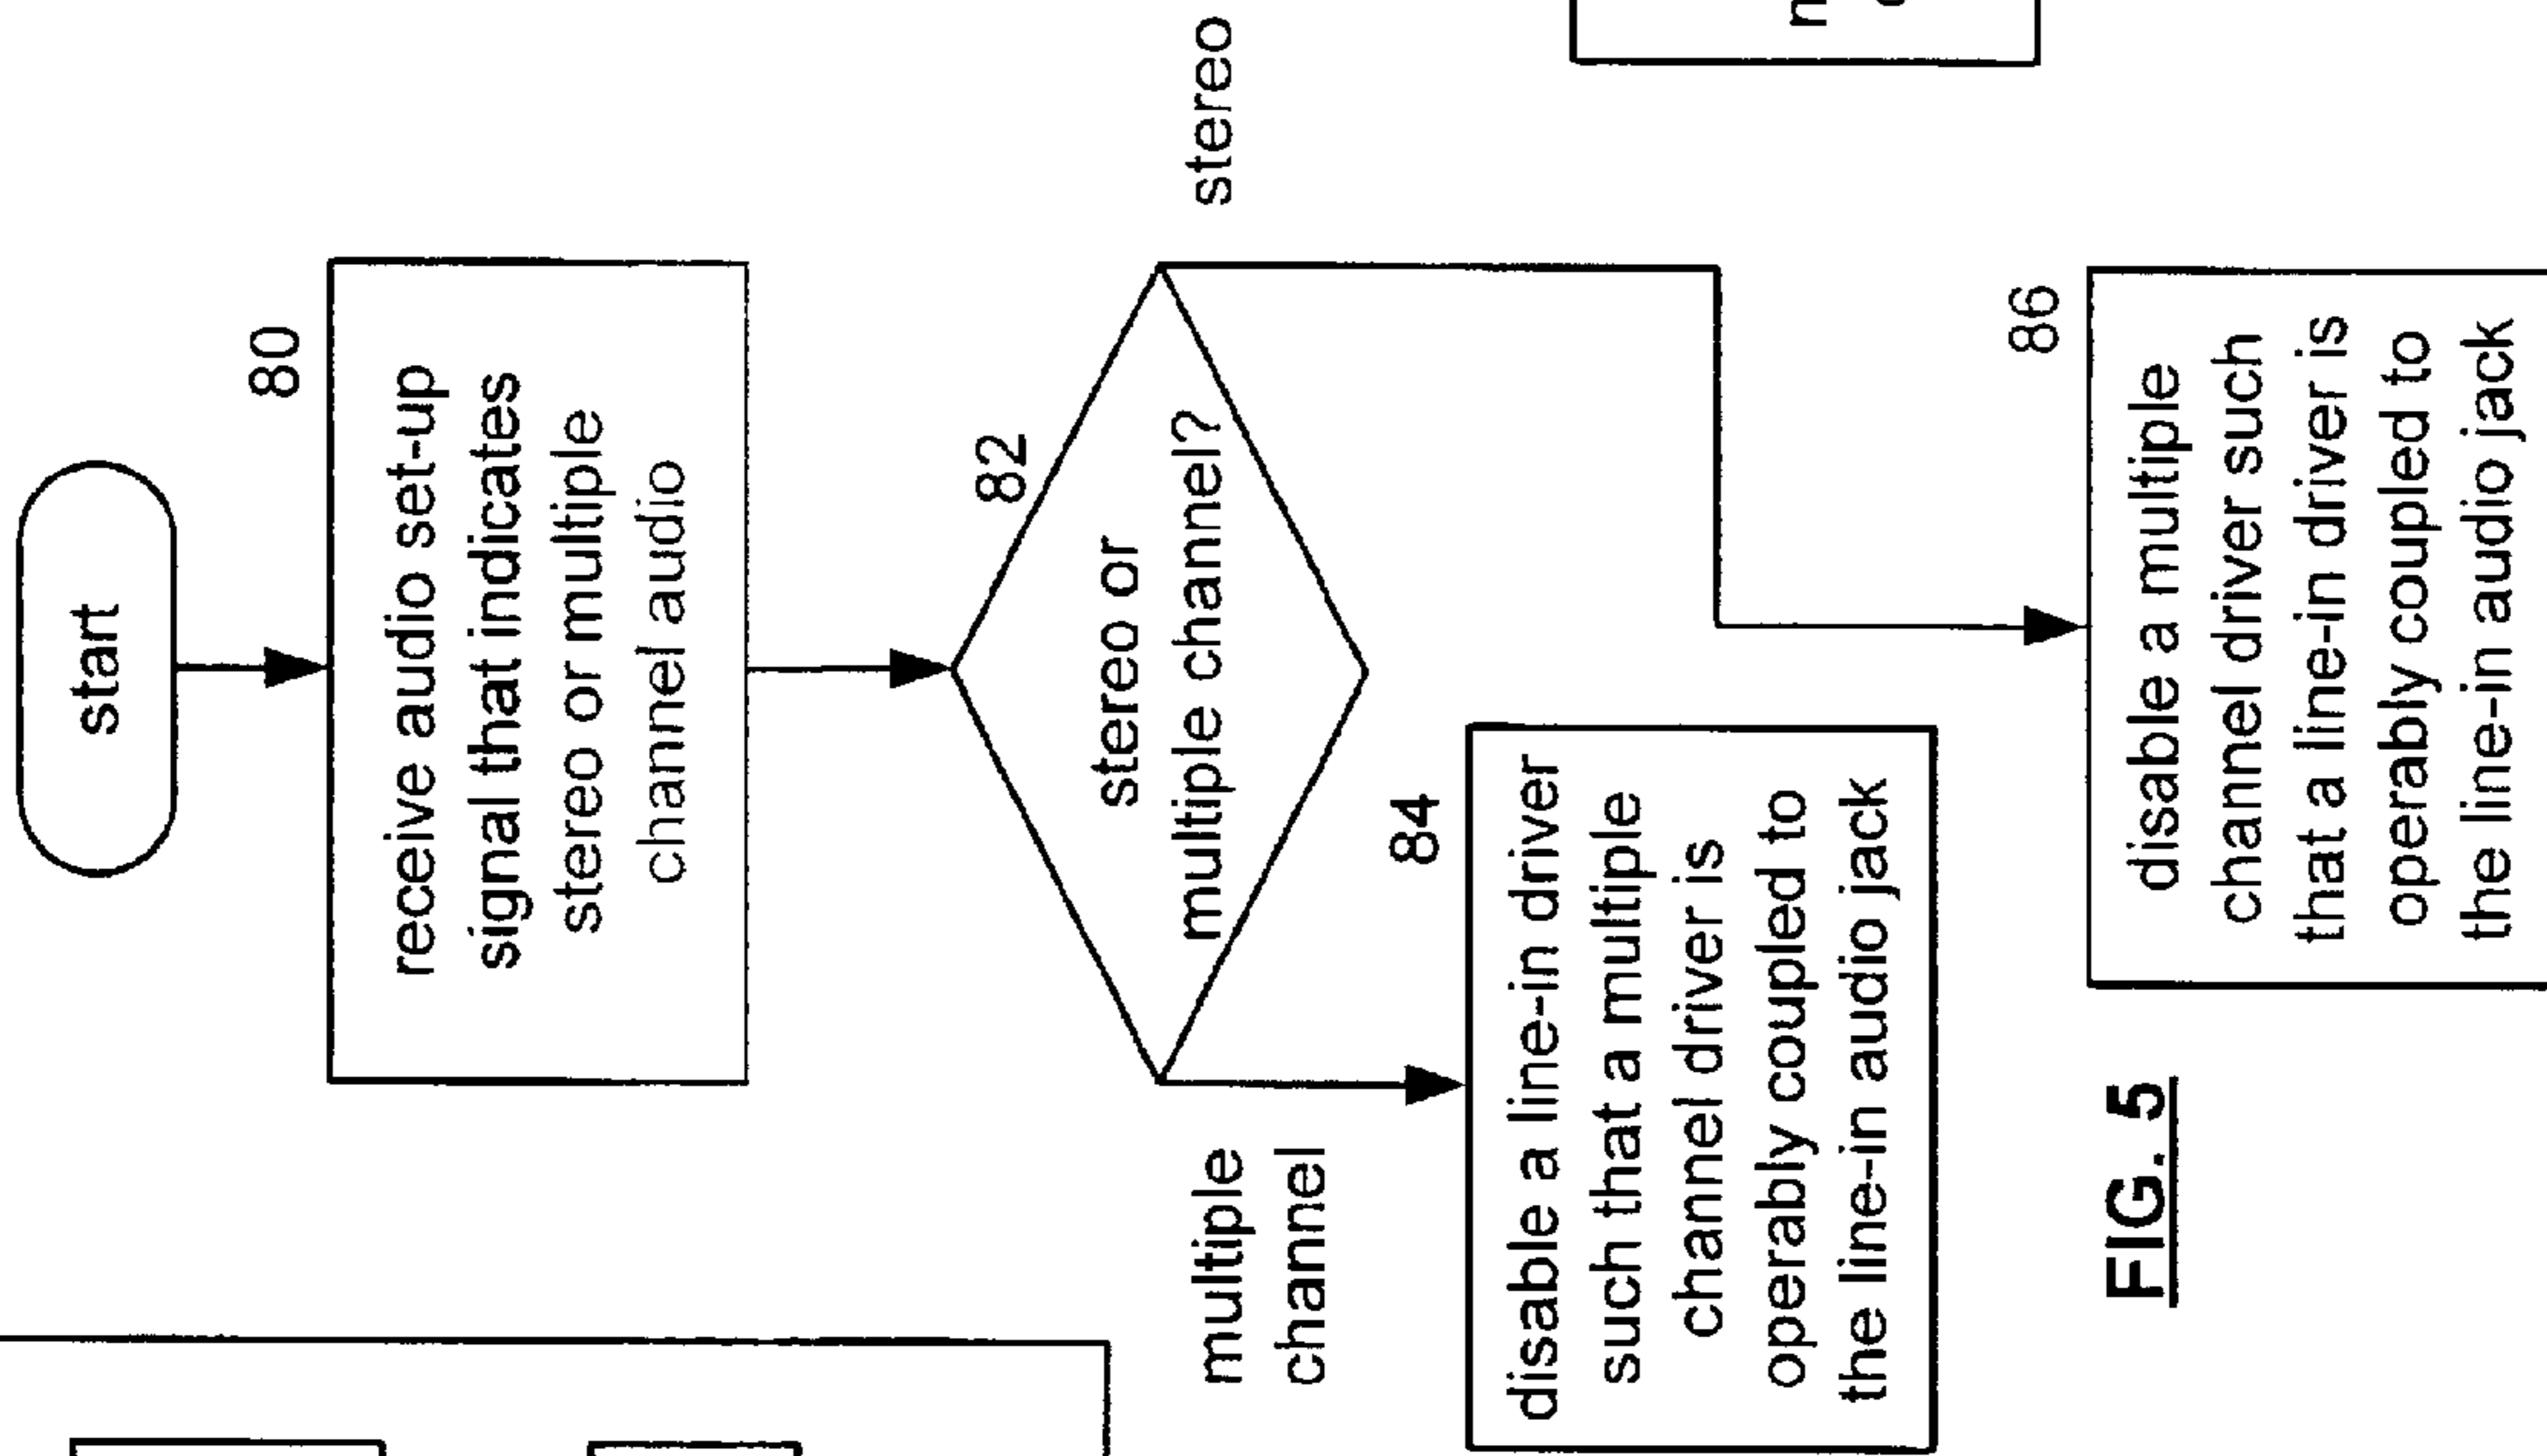 start
80
receive audio set-up
signal that indicates
stereo or multiple
channel audio
82
stereo or
multiple channel?
multiple
channel
stereo
84
disable a line-in driver
such that a multiple
channel driver is
operably coupled to
the line-in audio jack
86
disable a multiple
channel driver such
that a line-in driver is
operably coupled to
the line-in audio jack
FIG. 5